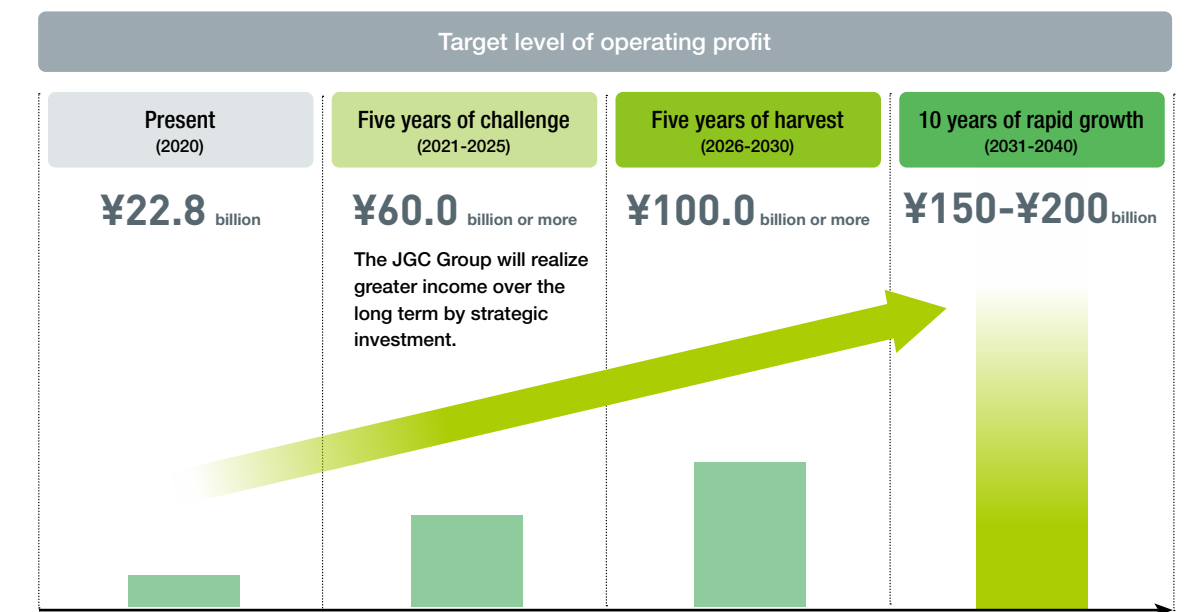 Target level of operating profit
Present
(2020)
Five years of challenge
(2021-2025)
Five years of harvest
(2026-2030)
10 years of rapid growth
(2031-2040)
¥22.8 billion
¥60.0 billion or more
¥100.0 billion or more
¥150-¥200 billion
The JGC Group will realize
greater income over the
long term by strategic
investment.